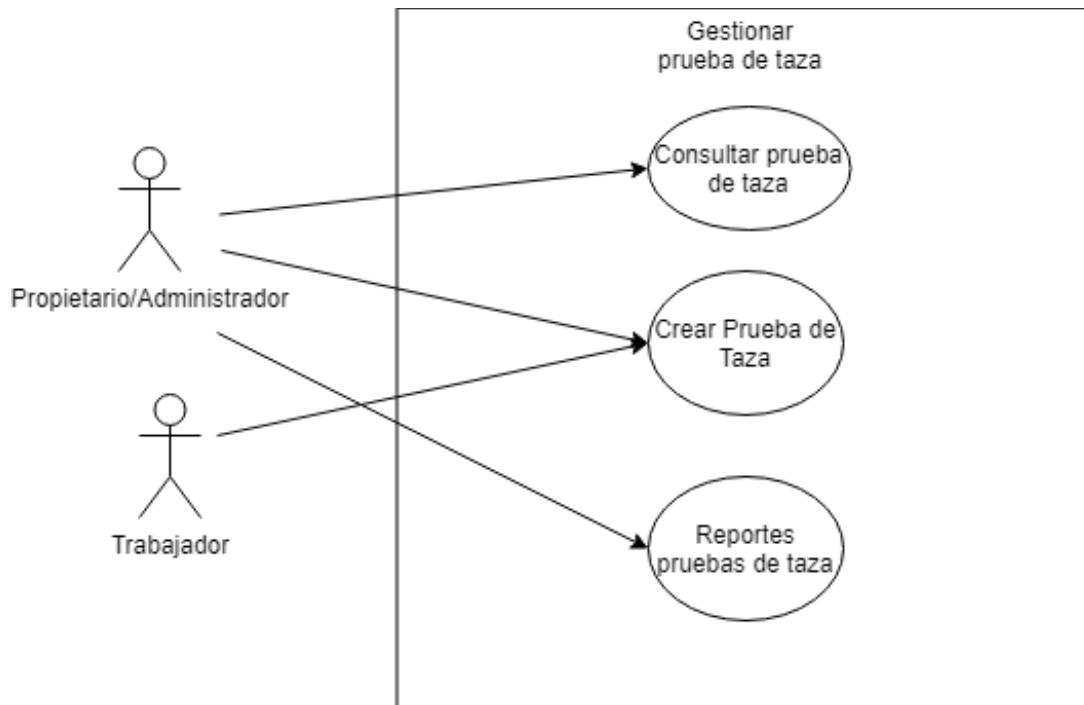 Gestionar
prueba de taza
Consultar prueba
de taza
Propietario/Administrador
Crear Prueba de
Taza
Trabajador
Reportes
pruebas de taza